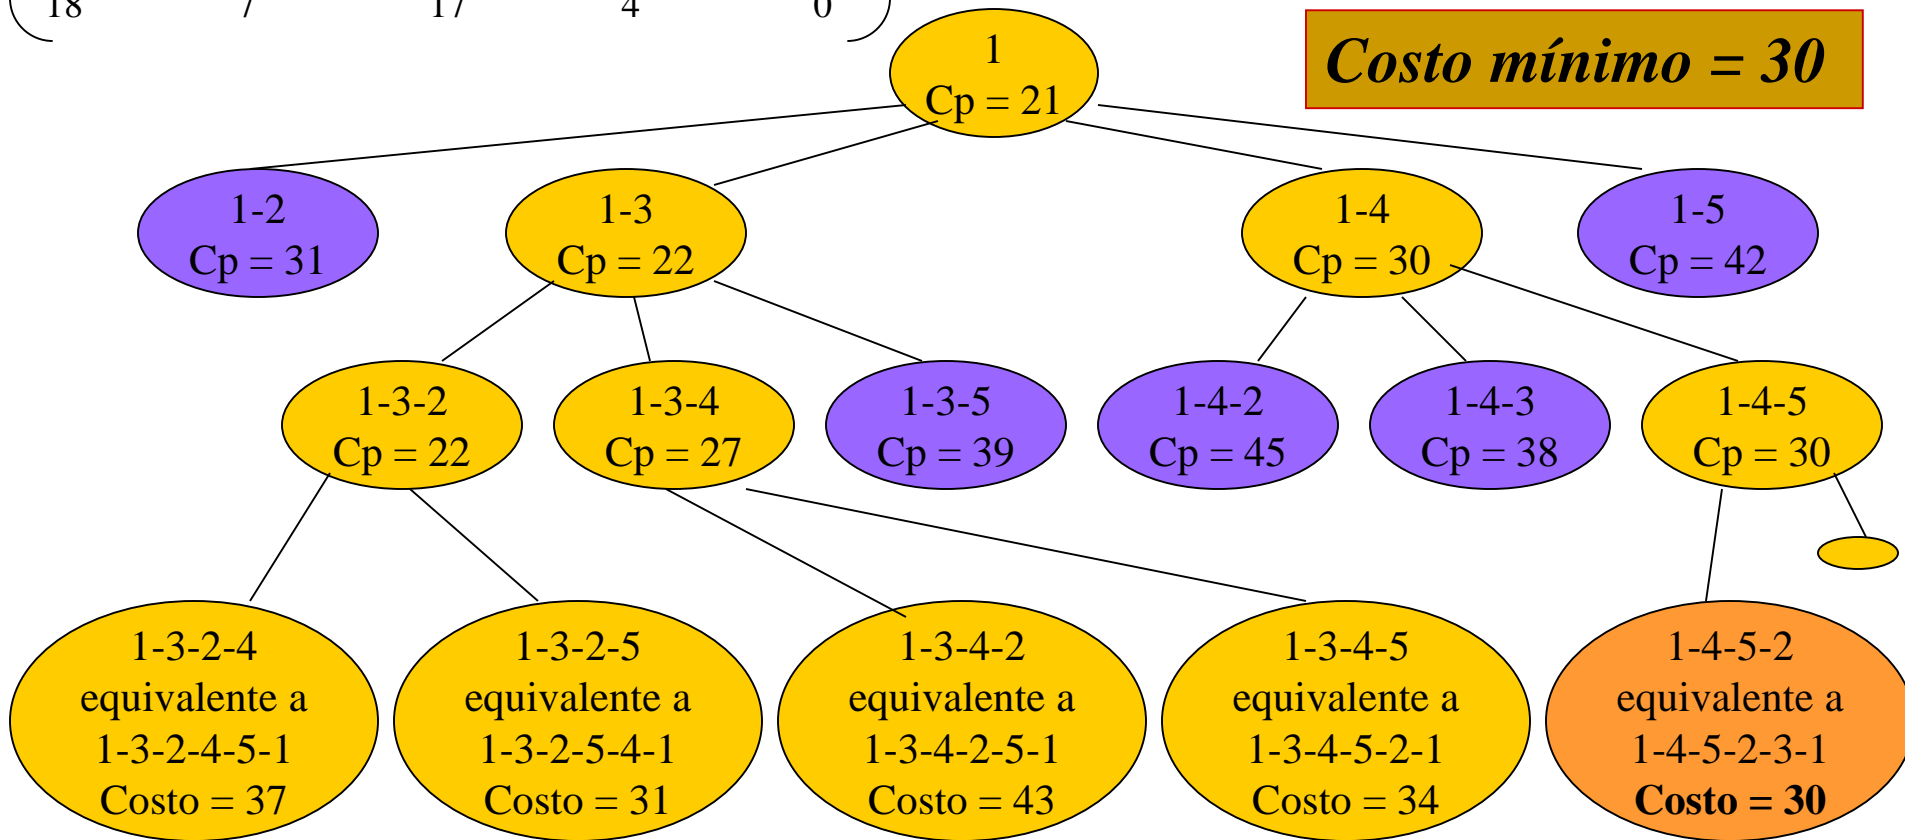 18 7 17 4 0
Costo mínimo = 30
1
Cp = 21
1-2
Cp = 31
1-3
Cp = 22
1-4
Cp = 30
1-5
Cp = 42
1-3-2
Cp = 22
1-3-4
Cp = 27
1-3-5
Cp = 39
1-4-2
Cp = 45
1-4-3
Cp = 38
1-4-5
Cp = 30
1-3-2-4
equivalente a
1-3-2-4-5-1
Costo = 37
1-3-2-5
equivalente a
1-3-2-5-4-1
Costo = 31
1-3-4-2
equivalente a
1-3-4-2-5-1
Costo = 43
1-3-4-5
equivalente a
1-3-4-5-2-1
Costo = 34
1-4-5-2
equivalente a
1-4-5-2-3-1
Costo = 30